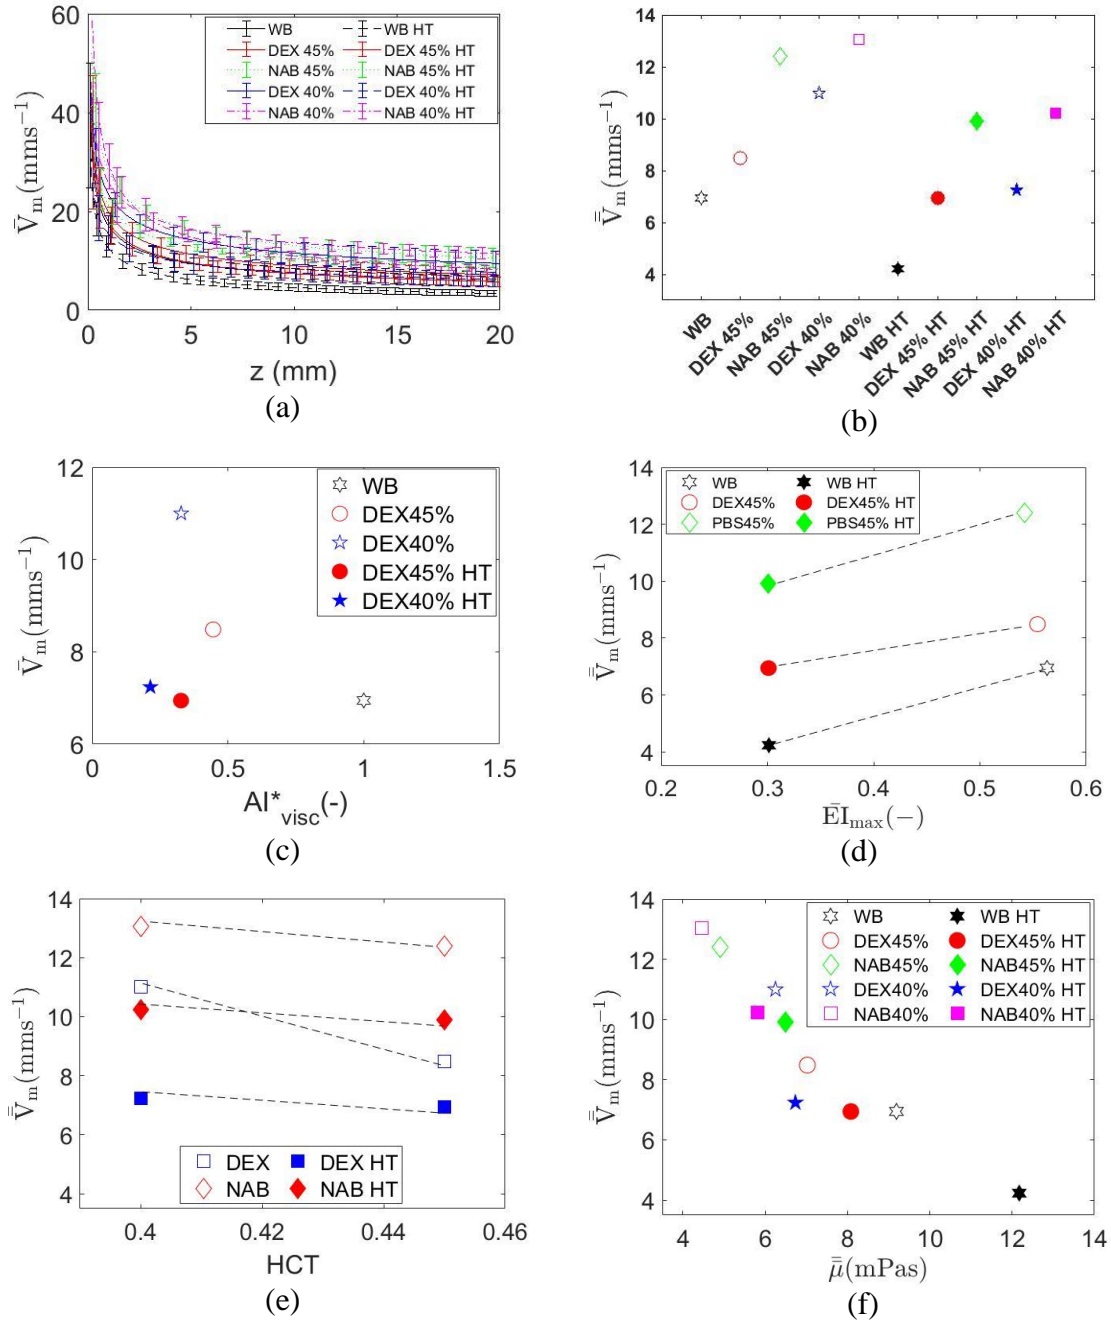 60
40
20
0
V̄m(mms⁻¹)
WB
WB HT
DEX 45%
DEX 45% HT
NAB 45%
NAB 45% HT
DEX 40%
DEX 40% HT
NAB 40%
NAB 40% HT
0 5 10 15 20
z (mm)
(a)
14
12
10
8
6
4
V̿m(mms⁻¹)
WB
DEX 45%
NAB 45%
DEX 40%
NAB 40%
WB HT
DEX 45% HT
NAB 45% HT
DEX 40% HT
NAB 40% HT
(b)
12
10
8
6
V̿m(mms⁻¹)
WB
DEX45%
DEX40%
DEX45% HT
DEX40% HT
0 0.5 1 1.5
AI*visc(-)
(c)
14
12
10
8
6
4
V̿m(mms⁻¹)
WB
WB HT
DEX45%
DEX45% HT
PBS45%
PBS45% HT
0.2 0.3 0.4 0.5 0.6
ĒImax(−)
(d)
14
12
10
8
6
4
V̿m(mms⁻¹)
DEX
DEX HT
NAB
NAB HT
0.4 0.42 0.44 0.46
HCT
(e)
14
12
10
8
6
4
V̿m(mms⁻¹)
WB
WB HT
DEX45%
DEX45% HT
NAB45%
NAB45% HT
DEX40%
DEX40% HT
NAB40%
NAB40% HT
4 6 8 10 12 14
μ̿(mPas)
(f)